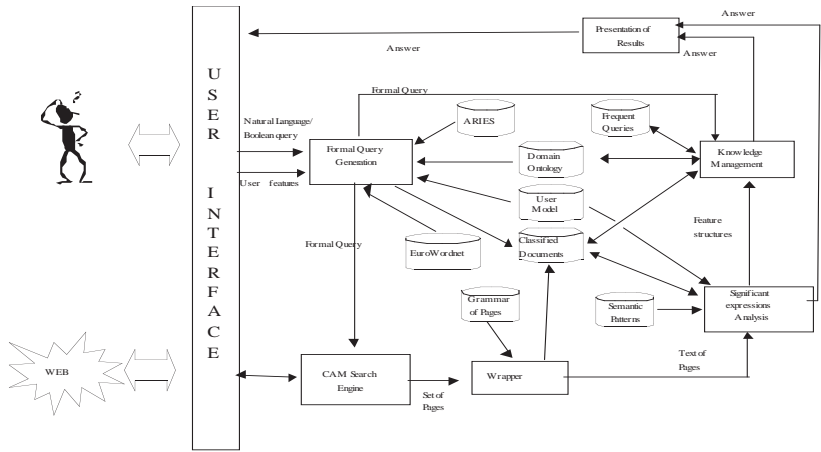 Answer
Presentation of
Results
Answer
Answer
U
S
E
R
I
N
T
E
R
F
A
C
E
Formal Query
Natural Language/
Boolean query
Formal Query
Generation
ARIES
Frequent
Queries
Domain
Ontology
Knowledge
Management
User features
User
Model
Formal Query
EuroWordnet
Classified
Documents
Feature
structures
Grammar
of Pages
Semantic
Patterns
Significant
expressions
Analysis
WEB
CAM Search
Engine
Set of
Pages
Wrapper
Text of
Pages